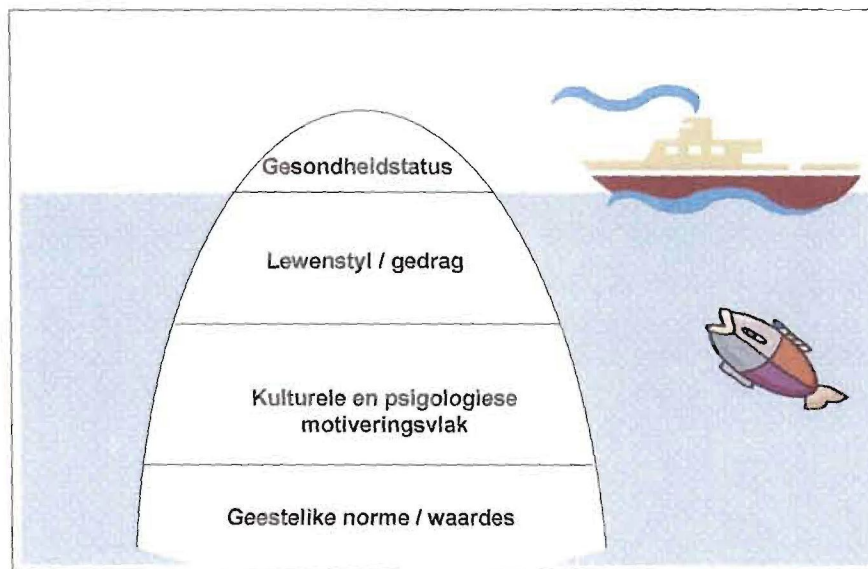 Gesondheidstatus
Lewenstyl / gedrag
Kulturele en psigologiese
motiveringsvlak
Geestelike norme / waardes